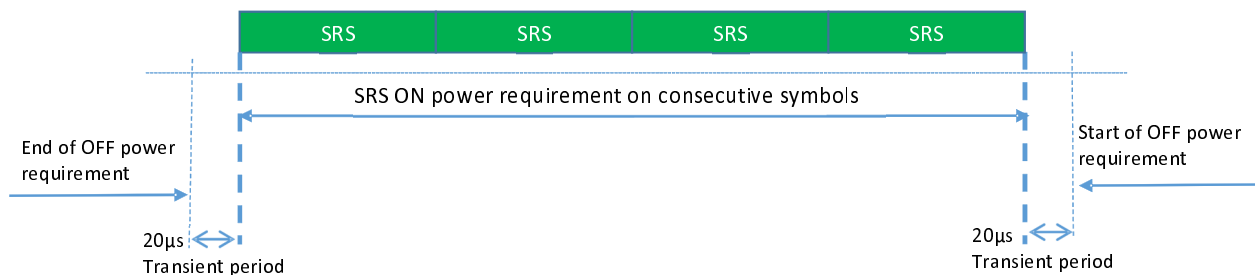 SRS SRS SRS SRS
SRS ON power requirement on consecutive symbols
End of OFF power
requirement
Start of OFF power
requirement
20µs
Transient period
20µs
Transient period